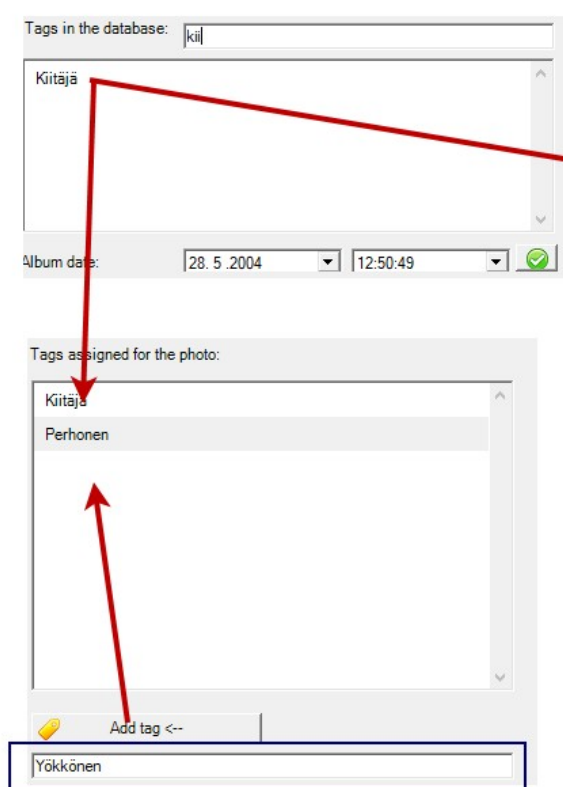 Tags in the database: kii
Kiitäjä
Album date: 28. 5 .2004 12:50:49
Tags assigned for the photo:
Kiitäjä
Perhonen
Add tag <--
Yökkönen